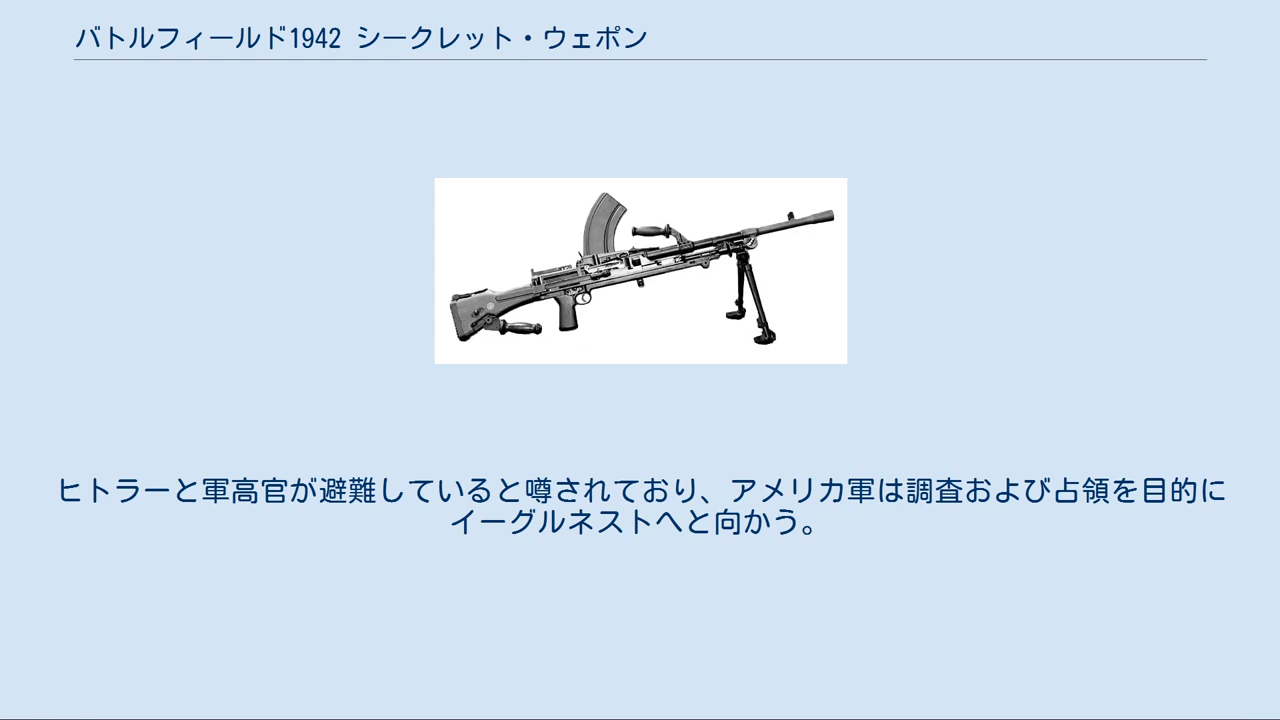 バトルフィールド1942 シークレット・ウェポン
ヒトラーと軍高官が避難していると噂されており、アメリカ軍は調査および占領を目的に
イーグルネストへと向かう。